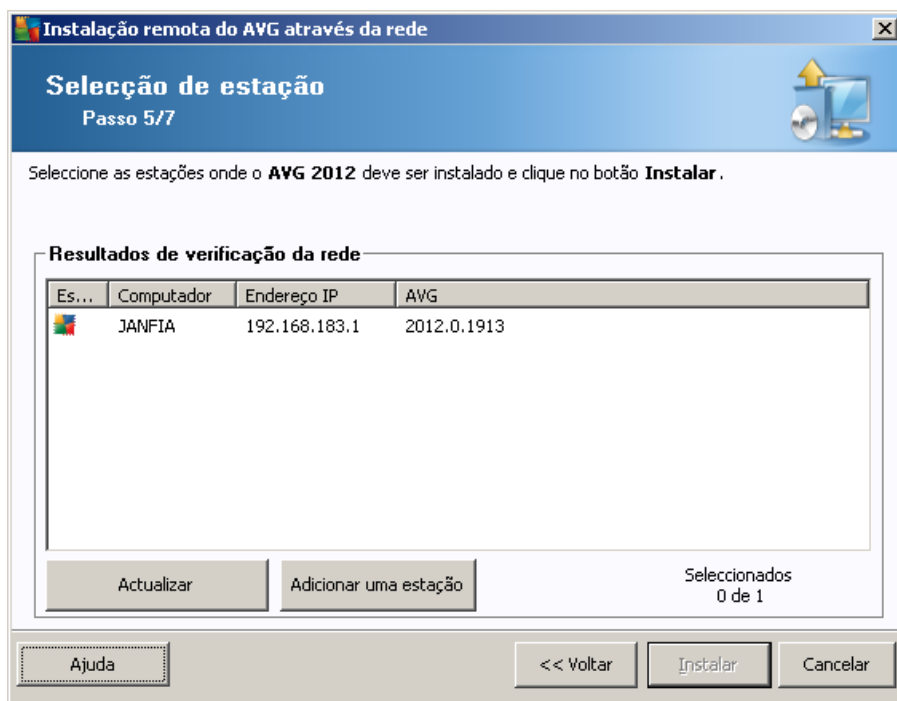 Instalação remota do AVG através da rede
Selecção de estação
Passo 5/7
Seleccione as estações onde o AVG 2012 deve ser instalado e clique no botão Instalar.
Resultados de verificação da rede
Es... Computador Endereço IP AVG
JANFIA 192.168.183.1 2012.0.1913
Actualizar Adicionar uma estação Seleccionados
0 de 1
Ajuda << Voltar Instalar Cancelar